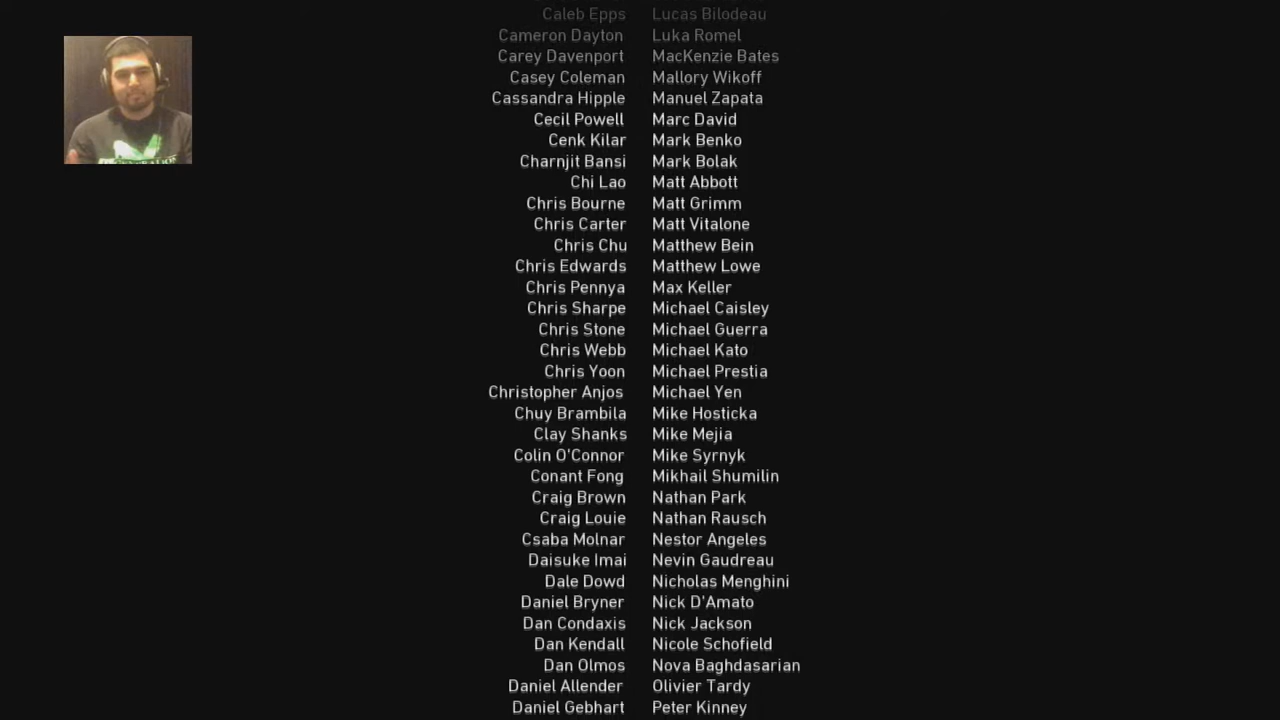 Caleb Epps Lucas Bilodeau
Cameron Dayton Luka Romel
Carey Davenport MacKenzie Bates
Casey Coleman Mallory Wikoff
Cassandra Hipple Manuel Zapata
Cecil Powell Marc David
Cenk Kilar Mark Benko
Charnjit Bansi Mark Bolak
Chi Lao Matt Abbott
Chris Bourne Matt Grimm
Chris Carter Matt Vitalone
Chris Chu Matthew Bein
Chris Edwards Matthew Lowe
Chris Pennya Max Keller
Chris Sharpe Michael Caisley
Chris Stone Michael Guerra
Chris Webb Michael Kato
Chris Yoon Michael Prestia
Christopher Anjos Michael Yen
Chuy Brambila Mike Hosticka
Clay Shanks Mike Mejia
Colin O'Connor Mike Syrnyk
Conant Fong Mikhail Shumilin
Craig Brown Nathan Park
Craig Louie Nathan Rausch
Csaba Molnar Nestor Angeles
Daisuke Imai Nevin Gaudreau
Dale Dowd Nicholas Menghini
Daniel Bryner Nick D'Amato
Dan Condaxis Nick Jackson
Dan Kendall Nicole Schofield
Dan Olmos Nova Baghdasarian
Daniel Allender Olivier Tardy
Daniel Gebhart Peter Kinney